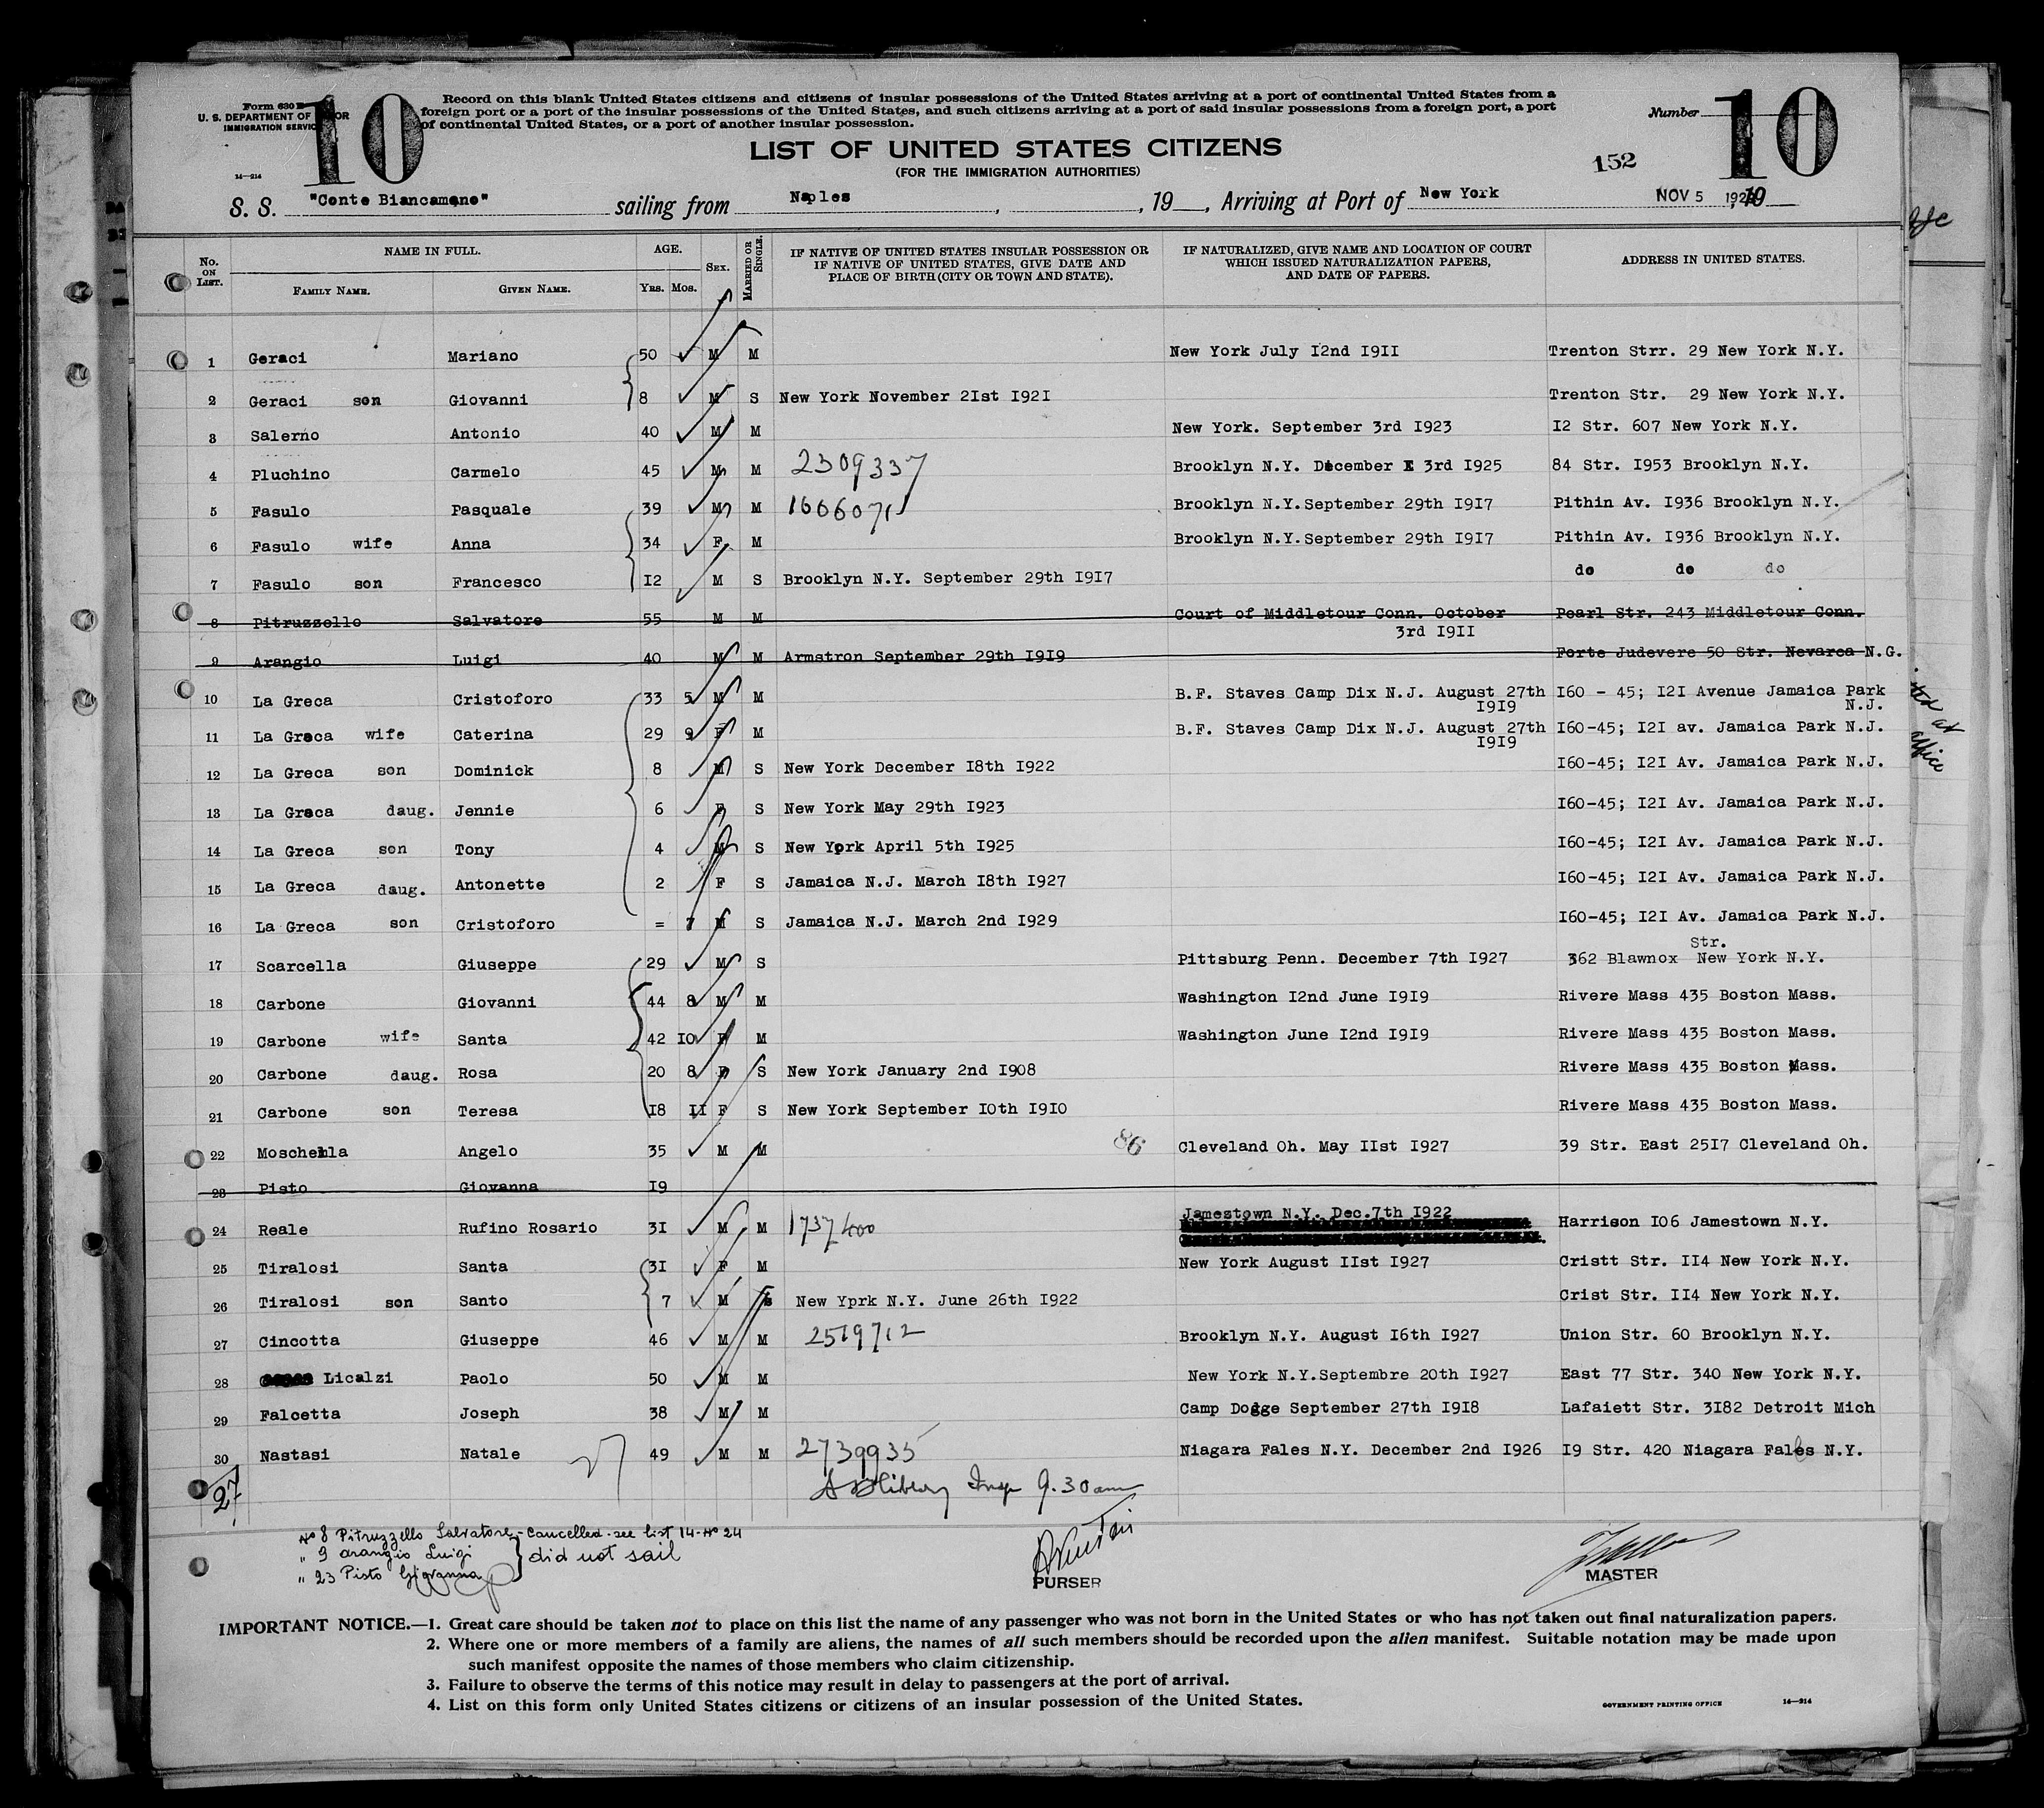 Form 630 B
U. S. DEPARTMENT OF LABOR
IMMIGRATION SERVICE
14—214
10
Record on this blank United States citizens and citizens of insular possessions of the United States arriving at a port of continental United States from a
foreign port or a port of the insular possessions of the United States, and such citizens arriving at a port of said insular possessions from a foreign port, a port
of continental United States, or a port of another insular possession.
LIST OF UNITED STATES CITIZENS
(FOR THE IMMIGRATION AUTHORITIES)
Number
10
152
S. S. "Conte Biancamano" sailing from Naples, , 19 , Arriving at Port of New York NOV 5
No. ON LIST. NAME IN FULL. AGE. SEX. MARRIED OR SINGLE. IF NATIVE OF UNITED STATES INSULAR POSSESSION OR IF NATIVE OF UNITED STATES, GIVE DATE AND PLACE OF BIRTH (CITY OR TOWN AND STATE). IF NATURALIZED, GIVE NAME AND LOCATION OF COURT WHICH ISSUED NATURALIZATION PAPERS, AND DATE OF PAPERS. ADDRESS IN UNITED STATES.
FAMILY NAME. GIVEN NAME. YRS. MOS.
1 Geraci Mariano 50 M M New York July I2nd I9II Trenton Strr. 29 New York N.Y.
2 Geraci son Giovanni 8 M S New York November 2Ist I92I Trenton Str. 29 New York N.Y.
3 Salerno Antonio 40 M M New York. September 3rd I923 I2 Str. 607 New York N.Y.
4 Pluchino Carmelo 45 M M 2309337 Brooklyn N.Y. December 3rd I925 84 Str. I953 Brooklyn N.Y.
5 Fasulo Pasquale 39 M M 1606071 Brooklyn N.Y.September 29th I9I7 Pithin Av. I936 Brooklyn N.Y.
6 Fasulo wife Anna 34 F M Brooklyn N.Y.September 29th I9I7 Pithin Av. I936 Brooklyn N.Y.
7 Fasulo son Francesco I2 M S Brooklyn N.Y. September 29th I9I7 do do do
8 Pitruzzello Salvatore 55 M M Court of Middletour Conn. October Pearl Str. 243 Middletour Conn.
3rd I9II
9 Arangio Luigi 40 M M Armstron September 29th I9I9 Forte Judevere 50 Str. Nevarca N.G.
10 La Greca Cristoforo 33 5 M M B.F. Staves Camp Dix N.J. August 27th I60 - 45; I2I Avenue Jamaica Park
I9I9 N.J.
11 La Greca wife Caterina 29 9 F M B.F. Staves Camp Dix N.J. August 27th I60-45; I2I av. Jamaica Park N.J.
I9I9
12 La Greca son Dominick 8 M S New York December I8th I922 I60-45; I2I Av. Jamaica Park N.J.
13 La Greca daug. Jennie 6 F S New York May 29th I923 I60-45; I2I Av. Jamaica Park N.J.
14 La Greca son Tony 4 M S New York April 5th I925 I60-45; I2I Av. Jamaica Park N.J.
15 La Greca daug. Antonette 2 F S Jamaica N.J. March I8th I927 I60-45; I2I Av. Jamaica Park N.J.
16 La Greca son Cristoforo = 7 M S Jamaica N.J. March 2nd I929 I60-45; I2I Av. Jamaica Park N.J.
Str.
17 Scarcella Giuseppe 29 M S Pittsburg Penn. December 7th I927 362 Blawnox New York N.Y.
18 Carbone Giovanni 44 8 M M Washington I2nd June I9I9 Rivere Mass 435 Boston Mass.
19 Carbone wife Santa 42 IO F M Washington June I2nd I9I9 Rivere Mass 435 Boston Mass.
20 Carbone daug. Rosa 20 8 F S New York January 2nd I908 Rivere Mass 435 Boston Mass.
21 Carbone son Teresa I8 II F S New York September I0th I9I0 Rivere Mass 435 Boston Mass.
22 Moschella Angelo 35 M M 86 Cleveland Oh. May IIst I927 39 Str. East 25I7 Cleveland Oh.
23 Pisto Giovanna I9
24 Reale Rufino Rosario 3I M M 1737400 Jamestown N.Y. Dec.7th I922 Harrison I06 Jamestown N.Y.
25 Tiralosi Santa 3I F M New York August IIst I927 Cristt Str. II4 New York N.Y.
26 Tiralosi son Santo 7 M S New Yprk N.Y. June 26th I922 Crist Str. II4 New York N.Y.
27 Cincotta Giuseppe 46 M M 2519712 Brooklyn N.Y. August I6th I927 Union Str. 60 Brooklyn N.Y.
28 Licalzi Paolo 50 M M New York N.Y.Septembre 20th I927 East 77 Str. 340 New York N.Y.
29 Falcetta Joseph 38 M M Camp Dodge September 27th I9I8 Lafaiett Str. 3I82 Detroit Mich
30 Nastasi Natale 49 M M 2739935 Niagara Fales N.Y. December 2nd I926 I9 Str. 420 Niagara Fales N.Y.
27
Insp 9.30 am
No 8 Pitruzzello Salvatore - cancelled - see list 14 - No 24
" 9 Arangio Luigi } did not sail
" 23 Pisto Giovanna
PURSER
MASTER
IMPORTANT NOTICE.—1. Great care should be taken not to place on this list the name of any passenger who was not born in the United States or who has not taken out final naturalization papers.
2. Where one or more members of a family are aliens, the names of all such members should be recorded upon the alien manifest. Suitable notation may be made upon
such manifest opposite the names of those members who claim citizenship.
3. Failure to observe the terms of this notice may result in delay to passengers at the port of arrival.
4. List on this form only United States citizens or citizens of an insular possession of the United States.
GOVERNMENT PRINTING OFFICE 14—214